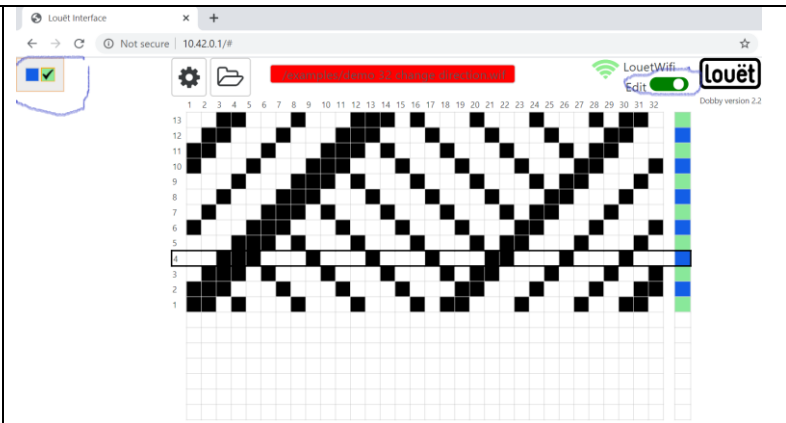 Louët Interface
Not secure | 10.42.0.1/#
/examples/demo 32 change direction.wif
LouetWifi
Edit
louët
Dobby version 2.2
1 2 3 4 5 6 7 8 9 10 11 12 13 14 15 16 17 18 19 20 21 22 23 24 25 26 27 28 29 30 31 32
13
12
11
10
9
8
7
6
5
4
3
2
1